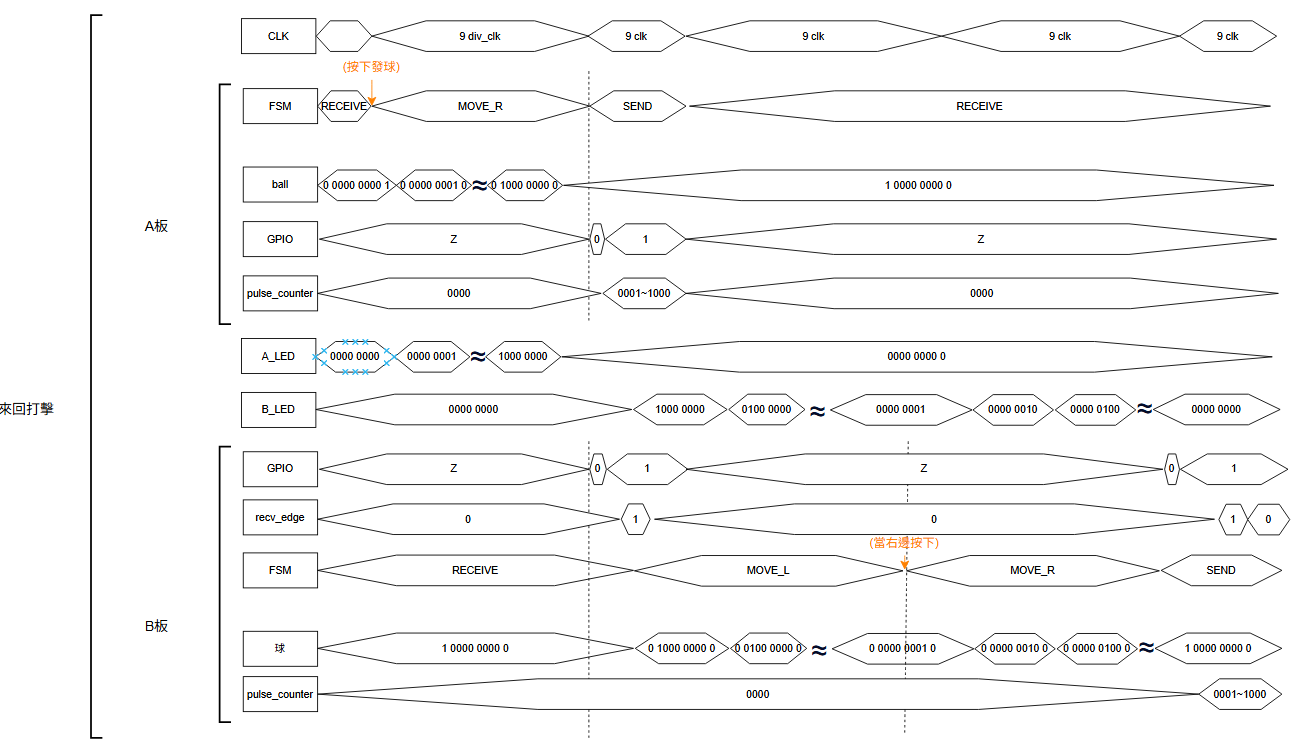 CLK 9 div_clk 9 clk 9 clk 9 clk 9 clk
(按下發球)
FSM RECEIVE MOVE_R SEND RECEIVE
ball 0 0000 0000 1 0 0000 0001 0 ≈ 0 1000 0000 0 1 0000 0000 0
A板
GPIO Z 0 1 Z
pulse_counter 0000 0001~1000 0000
A_LED 0000 0000 0000 0001 ≈ 1000 0000 0000 0000 0
來回打擊
B_LED 0000 0000 1000 0000 0100 0000 ≈ 0000 0001 0000 0010 0000 0100 ≈ 0000 0000
GPIO Z 0 1 Z 0 1
recv_edge 0 1 0 1 0
(當右邊按下)
FSM RECEIVE MOVE_L MOVE_R SEND
B板
球 1 0000 0000 0 0 1000 0000 0 0 0100 0000 0 ≈ 0 0000 0001 0 0 0000 0010 0 0 0000 0100 0 ≈ 1 0000 0000 0
pulse_counter 0000 0001~1000